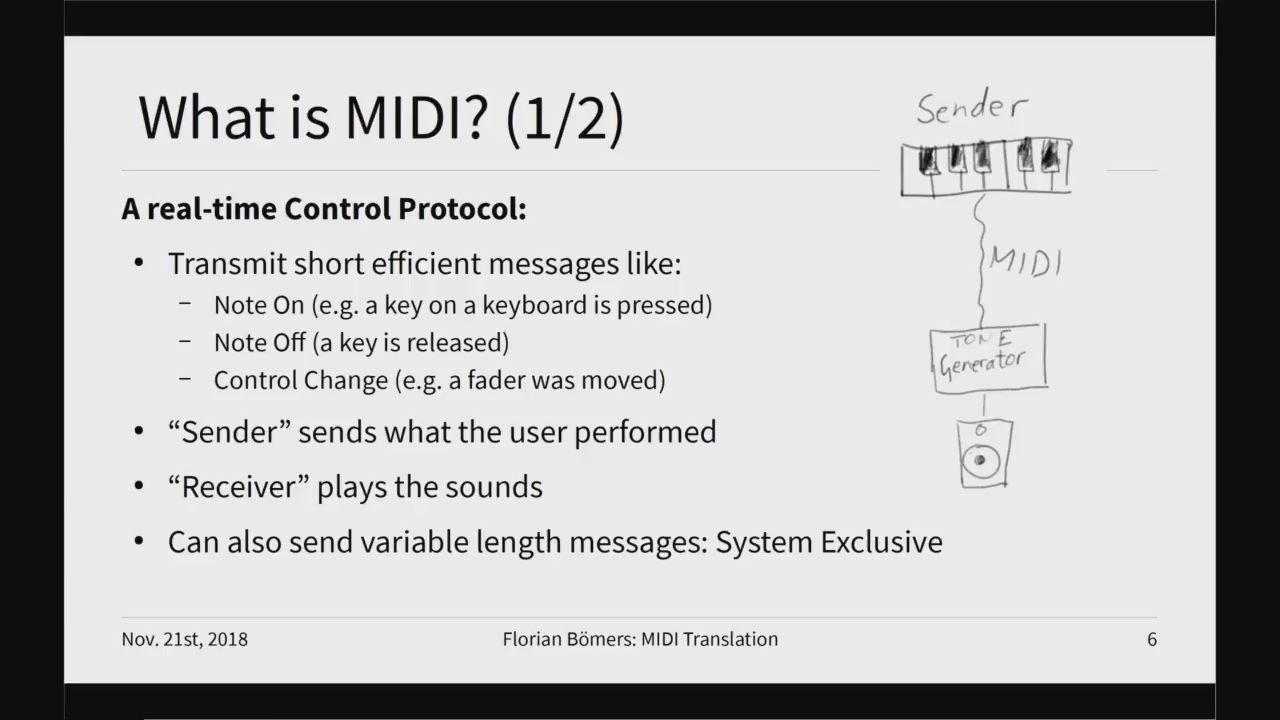 What is MIDI? (1/2)
Sender
A real-time Control Protocol:
• Transmit short efficient messages like:
– Note On (e.g. a key on a keyboard is pressed)
– Note Off (a key is released)
– Control Change (e.g. a fader was moved)
MIDI
TONE
Generator
• “Sender” sends what the user performed
• “Receiver” plays the sounds
• Can also send variable length messages: System Exclusive
Nov. 21st, 2018
Florian Bömers: MIDI Translation
6